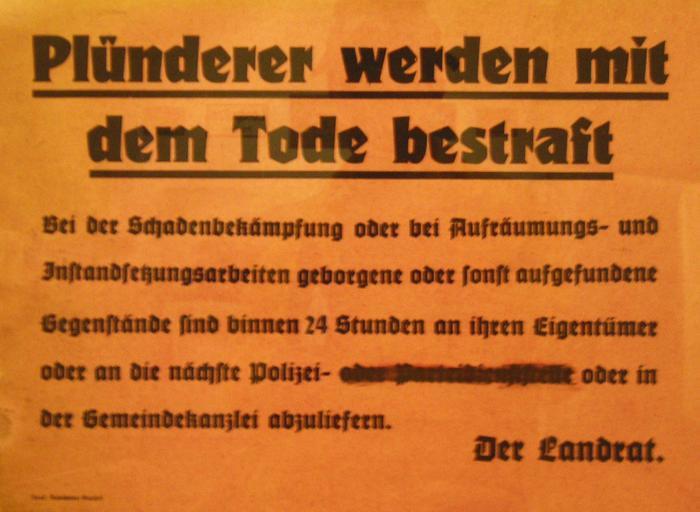 Plünderer werden mit
dem Tode bestraft
Bei der Schadenbekämpfung oder bei Aufräumungs- und
Instandsetzungsarbeiten geborgene oder sonst aufgefundene
Gegenstände sind binnen 24 Stunden an ihren Eigentümer
oder an die nächste Polizei- oder in
der Gemeindekanzlei abzuliefern.
Der Landrat.